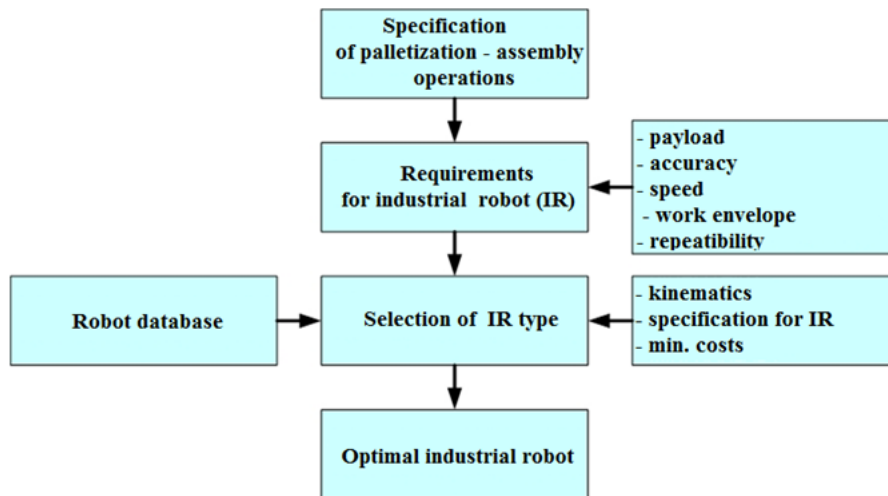 Specification
of palletization - assembly
operations
Requirements
for industrial robot (IR)
- payload
- accuracy
- speed
- work envelope
- repeatibility
Robot database
Selection of IR type
- kinematics
- specification for IR
- min. costs
Optimal industrial robot